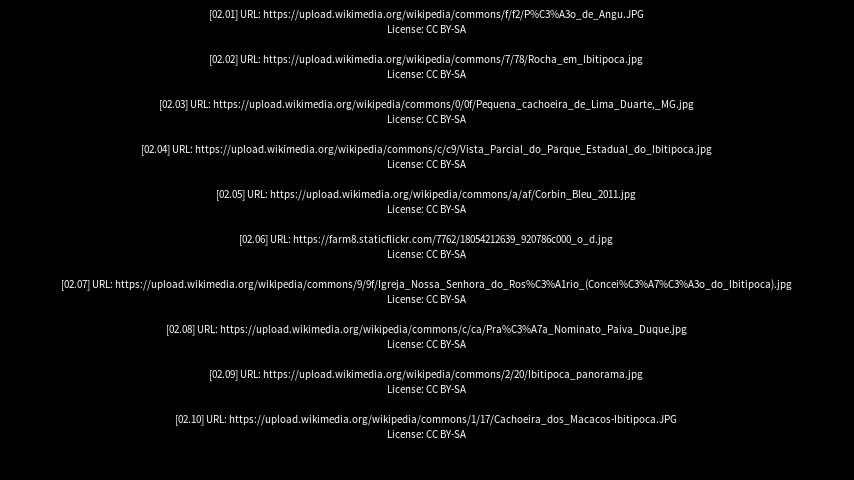 [02.01] URL: https://upload.wikimedia.org/wikipedia/commons/f/f2/P%C3%A3o_de_Angu.JPG
License: CC BY-SA
[02.02] URL: https://upload.wikimedia.org/wikipedia/commons/7/78/Rocha_em_Ibitipoca.jpg
License: CC BY-SA
[02.03] URL: https://upload.wikimedia.org/wikipedia/commons/0/0f/Pequena_cachoeira_de_Lima_Duarte,_MG.jpg
License: CC BY-SA
[02.04] URL: https://upload.wikimedia.org/wikipedia/commons/c/c9/Vista_Parcial_do_Parque_Estadual_do_Ibitipoca.jpg
License: CC BY-SA
[02.05] URL: https://upload.wikimedia.org/wikipedia/commons/a/af/Corbin_Bleu_2011.jpg
License: CC BY-SA
[02.06] URL: https://farm8.staticflickr.com/7762/18054212639_920786c000_o_d.jpg
License: CC BY-SA
[02.07] URL: https://upload.wikimedia.org/wikipedia/commons/9/9f/Igreja_Nossa_Senhora_do_Ros%C3%A1rio_(Concei%C3%A7%C3%A3o_do_Ibitipoca).jpg
License: CC BY-SA
[02.08] URL: https://upload.wikimedia.org/wikipedia/commons/c/ca/Pra%C3%A7a_Nominato_Paiva_Duque.jpg
License: CC BY-SA
[02.09] URL: https://upload.wikimedia.org/wikipedia/commons/2/20/Ibitipoca_panorama.jpg
License: CC BY-SA
[02.10] URL: https://upload.wikimedia.org/wikipedia/commons/1/17/Cachoeira_dos_Macacos-Ibitipoca.JPG
License: CC BY-SA